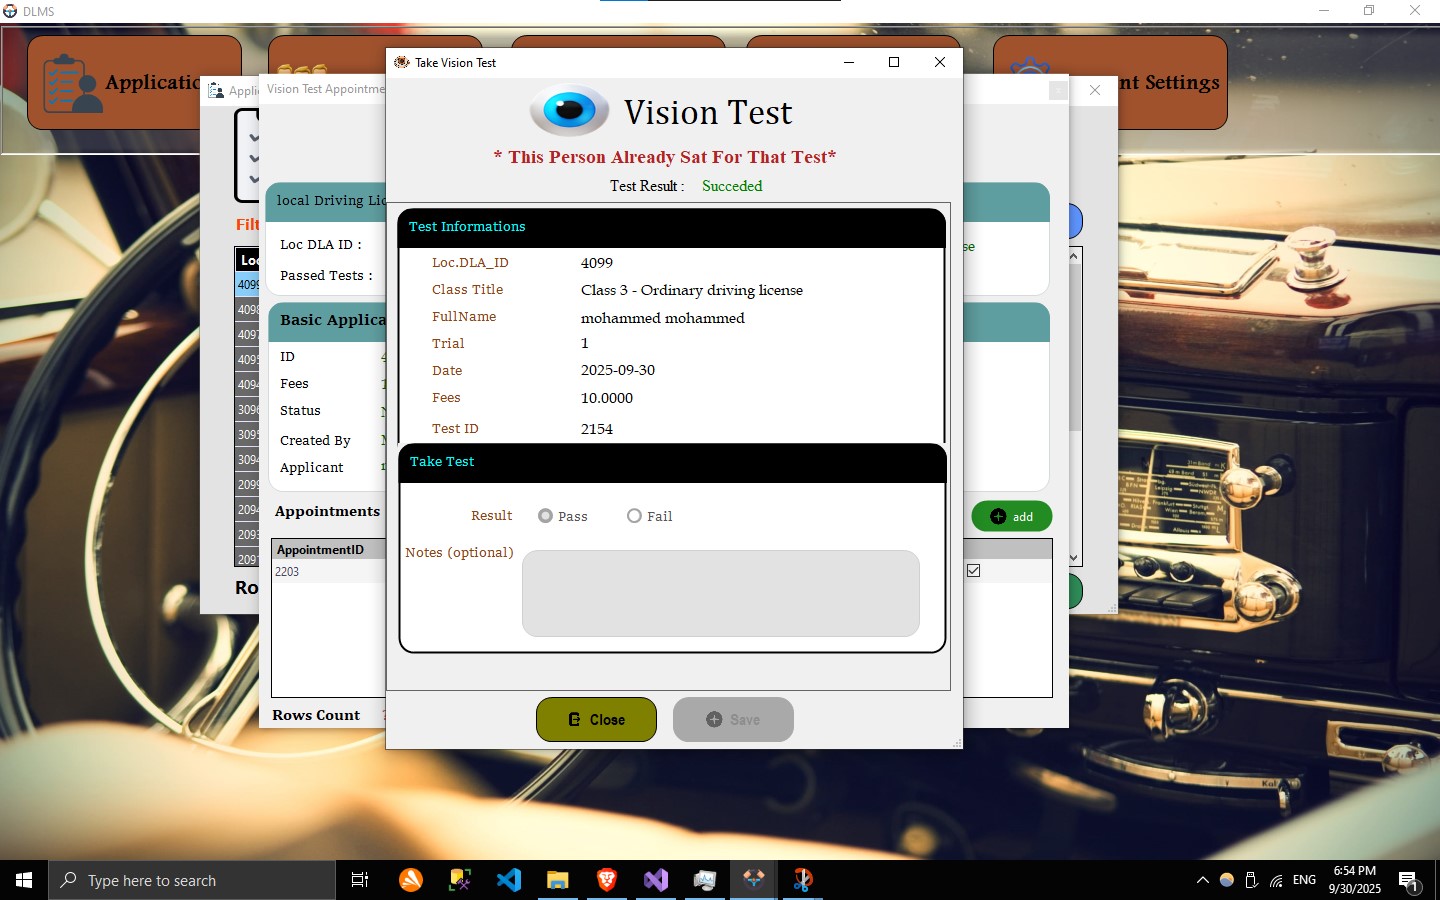 DLMS
Applicatio
nt Settings
Appli
Vision Test Appointme
Take Vision Test
Vision Test
* This Person Already Sat For That Test*
Test Result : Succeded
Filt
local Driving Lic
Loc DLA ID :
Passed Tests :
se
Loc
4099
4098
4097
4095
4094
3096
3095
3094
2099
2094
2093
2091
Ro
Basic Applica
ID
Fees
Status
Created By
Applicant
Appointments
add
AppointmentID
2203
Rows Count
Test Informations
Loc.DLA_ID 4099
Class Title Class 3 - Ordinary driving license
FullName mohammed mohammed
Trial 1
Date 2025-09-30
Fees 10.0000
Test ID 2154
Take Test
Result Pass Fail
Notes (optional)
Close Save
Type here to search
ENG
6:54 PM
9/30/2025
1